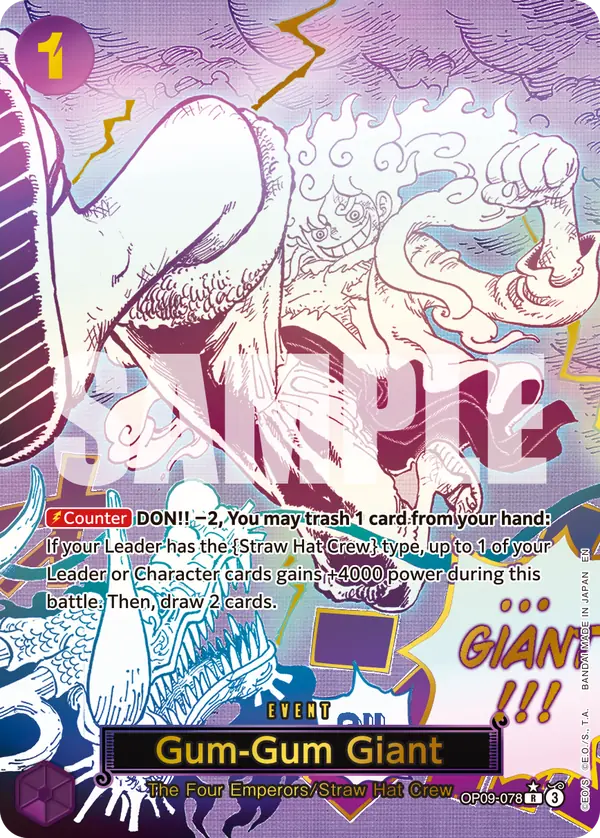 1
SAMPLE
Counter DON!! −2, You may trash 1 card from your hand:
If your Leader has the {Straw Hat Crew} type, up to 1 of your
Leader or Character cards gains +4000 power during this
battle. Then, draw 2 cards.
...
GIANT
!!!
EVENT
Gum-Gum Giant
The Four Emperors/Straw Hat Crew
OP09-078 R 3
©E.O./S. ©E.O./S.,T.A. BANDAI MADE IN JAPAN EN